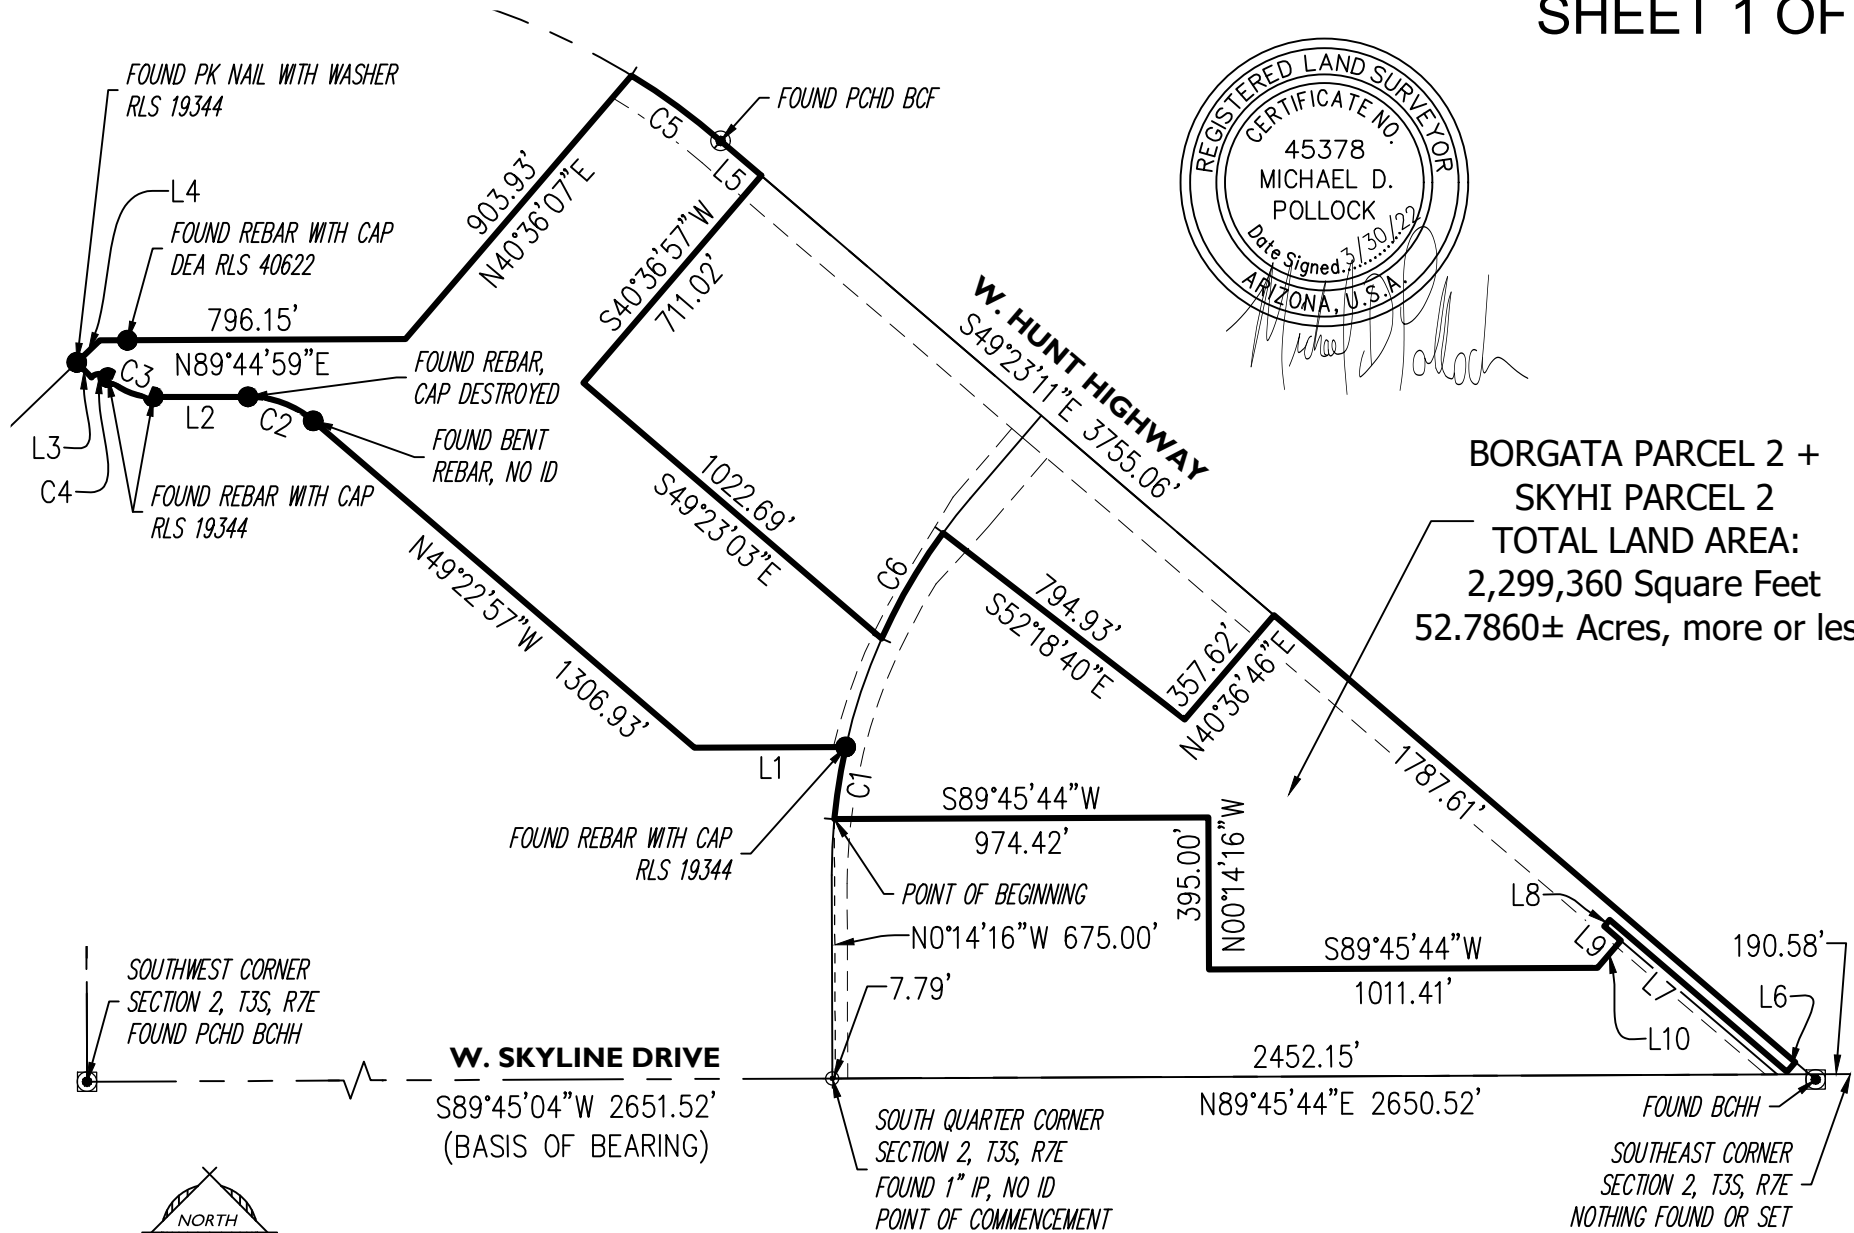 SHEET 1 OF
FOUND PK NAIL WITH WASHER
RLS 19344
FOUND PCHD BCF
REGISTERED LAND SURVEYOR
CERTIFICATE NO.
45378
MICHAEL D.
POLLOCK
Date Signed 3/30/22
ARIZONA, U.S.A.
Michael D Pollock
C5
L5
L4
FOUND REBAR WITH CAP
DEA RLS 40622
903.93'
N40°36'07"E
S40°36'57"W
711.02'
796.15'
N89°44'59"E
W. HUNT HIGHWAY
S49°23'11"E 3755.06'
FOUND REBAR,
CAP DESTROYED
C3
L2
C2
L3
C4
FOUND BENT
REBAR, NO ID
FOUND REBAR WITH CAP
RLS 19344
1022.69'
S49°23'03"E
BORGATA PARCEL 2 +
SKYHI PARCEL 2
TOTAL LAND AREA:
2,299,360 Square Feet
52.7860± Acres, more or les
N49°22'57"W 1306.93'
C6
794.93'
S52°18'40"E
357.62'
N40°36'46"E
1787.61'
L1
C1
S89°45'44"W
974.42'
395.00'
N00°14'16"W
FOUND REBAR WITH CAP
RLS 19344
POINT OF BEGINNING
N0°14'16"W 675.00'
7.79'
S89°45'44"W
1011.41'
L8
L9
L7
L6
L10
190.58'
SOUTHWEST CORNER
SECTION 2, T3S, R7E
FOUND PCHD BCHH
W. SKYLINE DRIVE
S89°45'04"W 2651.52'
(BASIS OF BEARING)
2452.15'
N89°45'44"E 2650.52'
SOUTH QUARTER CORNER
SECTION 2, T3S, R7E
FOUND 1" IP, NO ID
POINT OF COMMENCEMENT
FOUND BCHH
SOUTHEAST CORNER
SECTION 2, T3S, R7E
NOTHING FOUND OR SET
NORTH